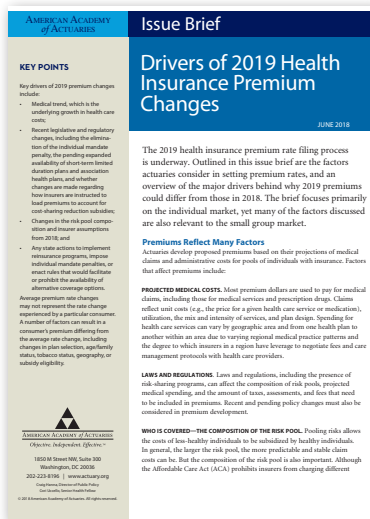 AMERICAN ACADEMY
of ACTUARIES
Issue Brief
KEY POINTS
Key drivers of 2019 premium changes
include:
• Medical trend, which is the
underlying growth in health care
costs;
• Recent legislative and regulatory
changes, including the elimina-
tion of the individual mandate
penalty, the pending expanded
availability of short-term limited
duration plans and association
health plans, and whether
changes are made regarding
how insurers are instructed to
load premiums to account for
cost-sharing reduction subsidies;
• Changes in the risk pool compo-
sition and insurer assumptions
from 2018; and
• Any state actions to implement
reinsurance programs, impose
individual mandate penalties, or
enact rules that would facilitate
or prohibit the availability of
alternative coverage options.
Average premium rate changes
may not represent the rate change
experienced by a particular consumer.
A number of factors can result in a
consumer's premium differing from
the average rate change, including
changes in plan selection, age/family
status, tobacco status, geography, or
subsidy eligibility.
AMERICAN ACADEMY of ACTUARIES
Objective. Independent. Effective.™
1850 M Street NW, Suite 300
Washington, DC 20036
202-223-8196 | www.actuary.org
Craig Hanna, Director of Public Policy
Cori Uccello, Senior Health Fellow
© 2018 American Academy of Actuaries. All rights reserved.
Drivers of 2019 Health
Insurance Premium
Changes
JUNE 2018
The 2019 health insurance premium rate filing process
is underway. Outlined in this issue brief are the factors
actuaries consider in setting premium rates, and an
overview of the major drivers behind why 2019 premiums
could differ from those in 2018. The brief focuses primarily
on the individual market, yet many of the factors discussed
are also relevant to the small group market.
Premiums Reflect Many Factors
Actuaries develop proposed premiums based on their projections of medical
claims and administrative costs for pools of individuals with insurance. Factors
that affect premiums include:
PROJECTED MEDICAL COSTS. Most premium dollars are used to pay for medical
claims, including those for medical services and prescription drugs. Claims
reflect unit costs (e.g., the price for a given health care service or medication),
utilization, the mix and intensity of services, and plan design. Spending for
health care services can vary by geographic area and from one health plan to
another within an area due to varying regional medical practice patterns and
the degree to which insurers in a region have leverage to negotiate fees and care
management protocols with health care providers.
LAWS AND REGULATIONS. Laws and regulations, including the presence of
risk-sharing programs, can affect the composition of risk pools, projected
medical spending, and the amount of taxes, assessments, and fees that need
to be included in premiums. Recent and pending policy changes must also be
considered in premium development.
WHO IS COVERED—THE COMPOSITION OF THE RISK POOL. Pooling risks allows
the costs of less-healthy individuals to be subsidized by healthy individuals.
In general, the larger the risk pool, the more predictable and stable claim
costs can be. But the composition of the risk pool is also important. Although
the Affordable Care Act (ACA) prohibits insurers from charging different